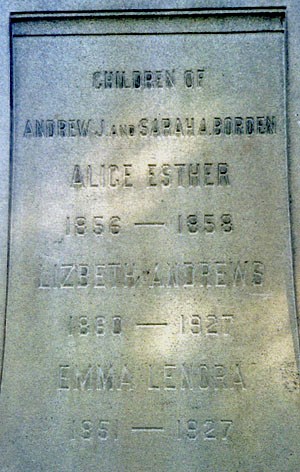 CHILDREN OF
ANDREW J. AND SARAH A. BORDEN
ALICE ESTHER
1856 — 1858
LIZBETH ANDREWS
1860 — 1927
EMMA LENORA
1851 — 1927